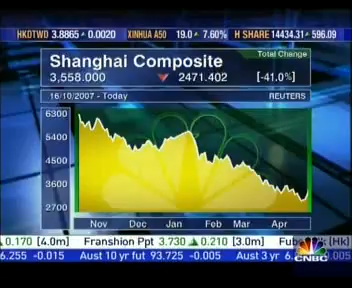 HKDTWD 3.8865 ▲ 0.0020 XINHUA A50 19.0 ▲ 7.60% H SHARE 14434.31 ▲ 596.09
Total Change
Shanghai Composite
3,558.000 ▼ 2471.402 [-41.0%]
16/10/2007 - Today REUTERS
6300
5400
4500
3600
2700
Nov Dec Jan Feb Mar Apr
▲ 0.170 [4.0m] Franshion Ppt 3.730 ▲ 0.210 [3.0m] [Hk]
6.255 -0.015 Aust 10 yr fut 93.725 -0.005 Aust 3 yr
CNBC